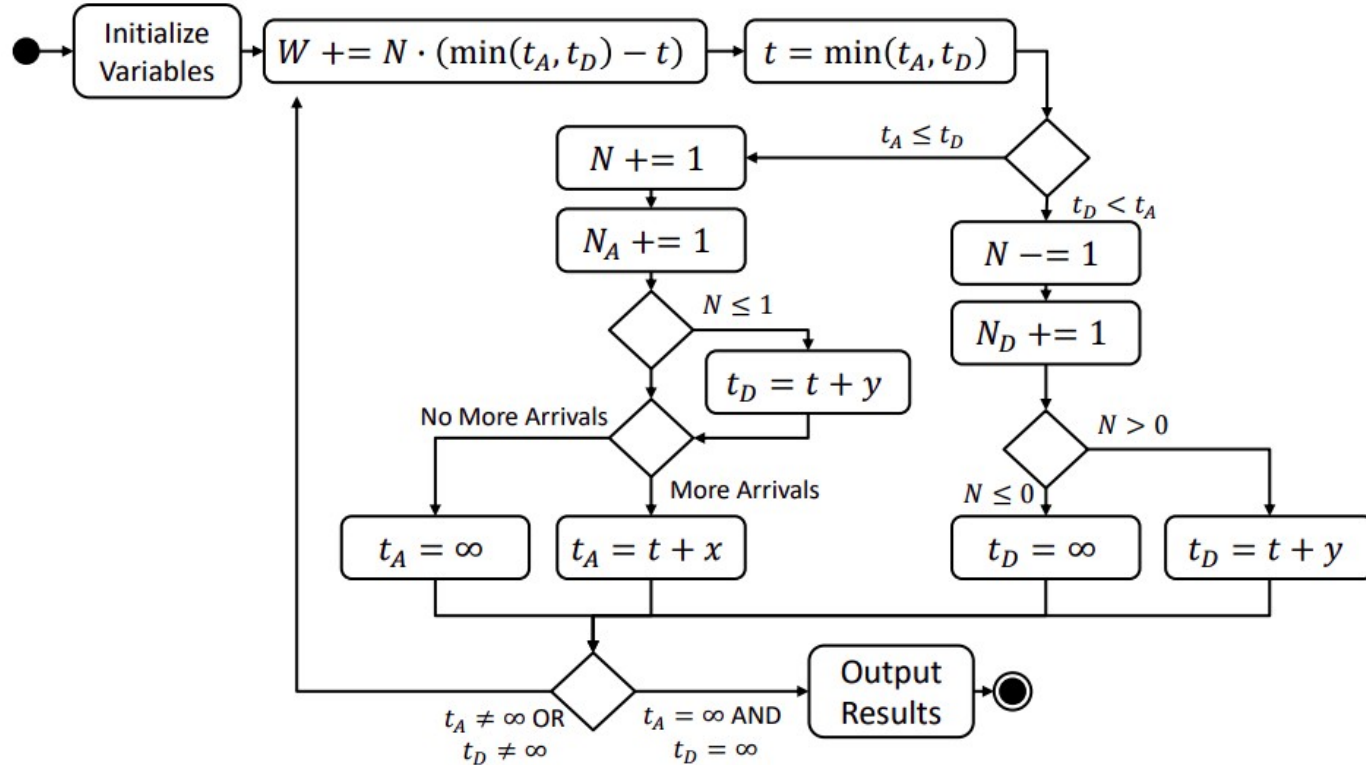 Initialize
Variables
W += N · (min(t_A, t_D) − t)
t = min(t_A, t_D)
t_A ≤ t_D
N += 1
t_D < t_A
N_A += 1
N −= 1
N ≤ 1
N_D += 1
t_D = t + y
No More Arrivals
N > 0
More Arrivals
N ≤ 0
t_A = ∞
t_A = t + x
t_D = ∞
t_D = t + y
t_A ≠ ∞ OR
t_D ≠ ∞
t_A = ∞ AND
t_D = ∞
Output
Results